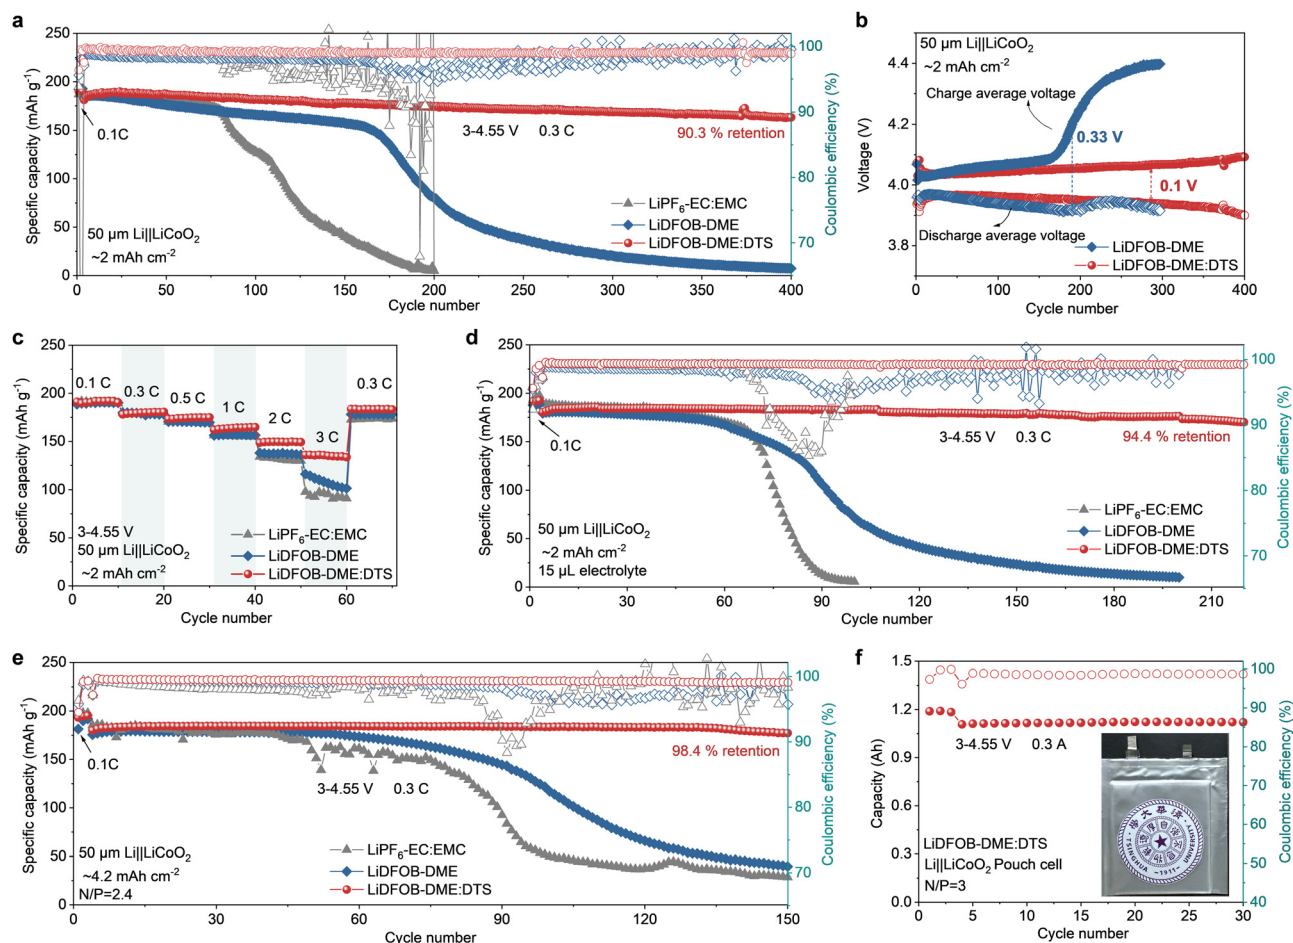 a
Specific capacity (mAh g⁻¹)
250
200
150
100
50
0
0.1C
3-4.55 V 0.3 C
90.3 % retention
LiPF₆-EC:EMC
LiDFOB-DME
LiDFOB-DME:DTS
50 μm Li||LiCoO₂
~2 mAh cm⁻²
0 50 100 150 200 250 300 350 400
Cycle number
100
90
80
70
65
Coulombic efficiency (%)
b
Voltage (V)
4.4
4.2
4.0
3.8
50 μm Li||LiCoO₂
~2 mAh cm⁻²
Charge average voltage
0.33 V
0.1 V
Discharge average voltage
LiDFOB-DME
LiDFOB-DME:DTS
0 100 200 300 400
Cycle number
c
Specific capacity (mAh g⁻¹)
250
200
150
100
50
0
0.1 C
0.3 C
0.5 C
1 C
2 C
3 C
0.3 C
3-4.55 V
50 μm Li||LiCoO₂
~2 mAh cm⁻²
LiPF₆-EC:EMC
LiDFOB-DME
LiDFOB-DME:DTS
0 20 40 60
Cycle number
d
Specific capacity (mAh g⁻¹)
250
200
150
100
50
0
0.1C
3-4.55 V 0.3 C
94.4 % retention
50 μm Li||LiCoO₂
~2 mAh cm⁻²
15 μL electrolyte
LiPF₆-EC:EMC
LiDFOB-DME
LiDFOB-DME:DTS
0 30 60 90 120 150 180 210
Cycle number
100
90
80
70
Coulombic efficiency (%)
e
Specific capacity (mAh g⁻¹)
250
200
150
100
50
0
0.1C
3-4.55 V 0.3 C
98.4 % retention
50 μm Li||LiCoO₂
~4.2 mAh cm⁻²
N/P=2.4
LiPF₆-EC:EMC
LiDFOB-DME
LiDFOB-DME:DTS
0 30 60 90 120 150
Cycle number
100
90
80
70
65
Coulombic efficiency (%)
f
Capacity (Ah)
1.5
1.2
0.9
0.6
0.3
0.0
3-4.55 V 0.3 A
LiDFOB-DME:DTS
Li||LiCoO₂ Pouch cell
N/P=3
TSINGHUA UNIVERSITY
~1911~
0 5 10 15 20 25 30
Cycle number
100
90
80
70
60
50
40
Coulombic efficiency (%)